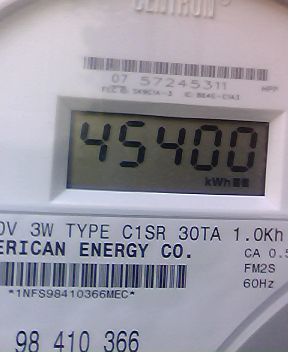 CENTRON
07 57245311
45400
kWh
0V 3W TYPE C1SR 30TA 1.0Kh
ERICAN ENERGY CO.
CA 0.5
FM2S
60Hz
*1NFS98410366MEC*
98 410 366